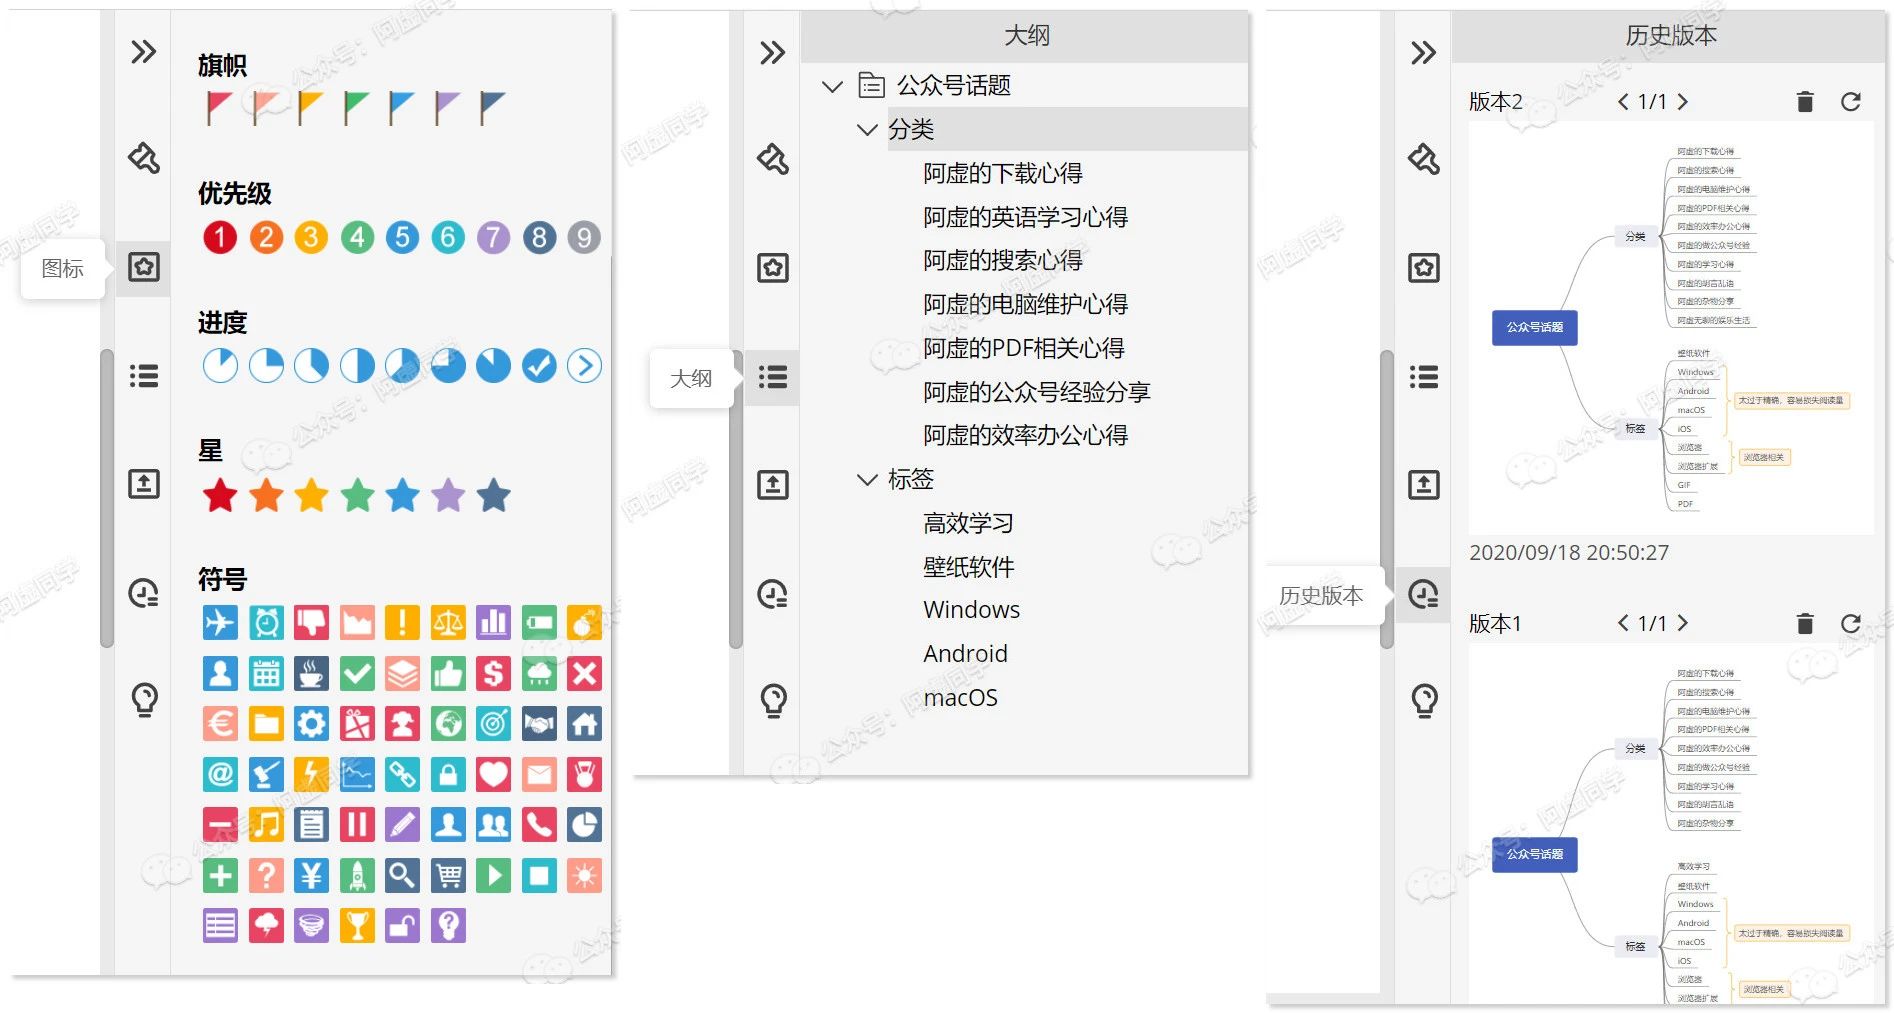 旗帜
优先级
1 2 3 4 5 6 7 8 9
图标
进度
星
符号
大纲
公众号话题
分类
阿虚的下载心得
阿虚的英语学习心得
阿虚的搜索心得
阿虚的电脑维护心得
阿虚的PDF相关心得
大纲
阿虚的公众号经验分享
阿虚的效率办公心得
标签
高效学习
壁纸软件
Windows
Android
macOS
历史版本
版本2
1/1
阿虚的下载心得
阿虚的搜索心得
阿虚的电脑维护心得
阿虚的PDF相关心得
阿虚的效率办公心得
阿虚的做公众号经验
阿虚的学习心得
阿虚的胡言乱语
阿虚的杂物分享
阿虚无聊的娱乐生活
分类
公众号话题
壁纸软件
Windows
Android
macOS
iOS
浏览器
浏览器扩展
GIF
PDF
标签
太过于精确，容易损失阅读量
浏览器相关
2020/09/18 20:50:27
历史版本
版本1
1/1
阿虚的下载心得
阿虚的搜索心得
阿虚的电脑维护心得
阿虚的PDF相关心得
阿虚的效率办公心得
阿虚的做公众号经验
阿虚的学习心得
阿虚的胡言乱语
阿虚的杂物分享
分类
公众号话题
高效学习
壁纸软件
Windows
Android
macOS
iOS
浏览器
浏览器扩展
标签
太过于精确，容易损失阅读量
浏览器相关
公众号：阿虚同学